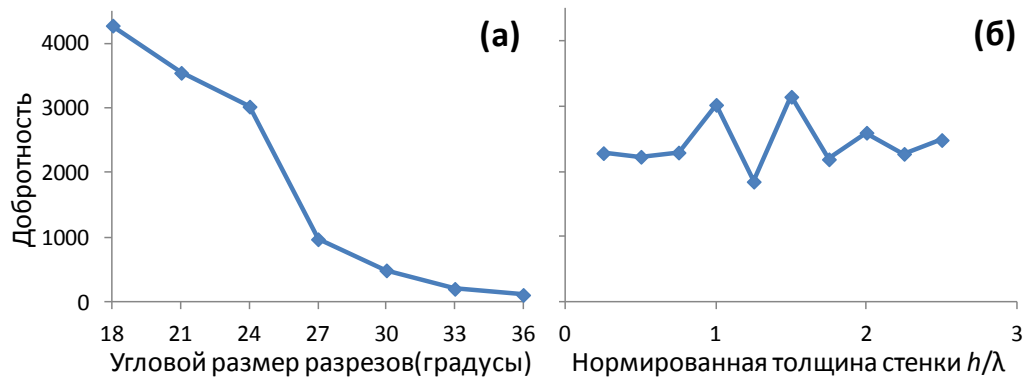 (а)
(б)
Добротность
4000
3000
2000
1000
0
18 21 24 27 30 33 36
Угловой размер разрезов(градусы)
0 1 2 3
Нормированная толщина стенки h/λ